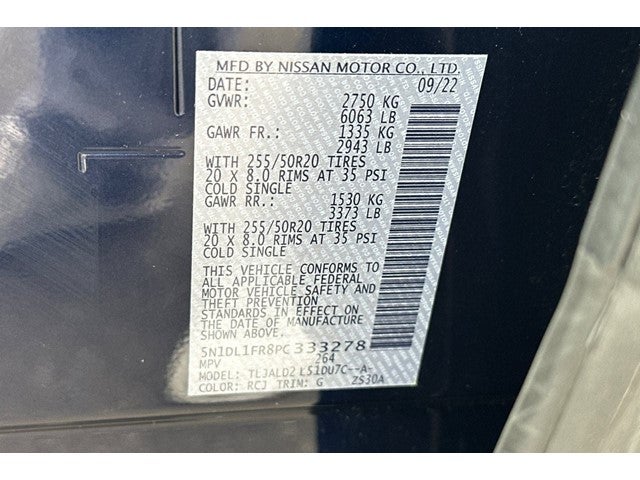 MFD BY NISSAN MOTOR CO., LTD.
DATE: 09/22
GVWR: 2750 KG
6063 LB
GAWR FR.: 1335 KG
2943 LB
WITH 255/50R20 TIRES
20 X 8.0 RIMS AT 35 PSI
COLD SINGLE
GAWR RR.: 1530 KG
3373 LB
WITH 255/50R20 TIRES
20 X 8.0 RIMS AT 35 PSI
COLD SINGLE
THIS VEHICLE CONFORMS TO
ALL APPLICABLE FEDERAL
MOTOR VEHICLE SAFETY AND
THEFT PREVENTION
STANDARDS IN EFFECT ON
THE DATE OF MANUFACTURE
SHOWN ABOVE.
5N1DL1FR8PC333278
MPV 264
MODEL: TLJALD2 L51DU7C--A-
COLOR: RCJ TRIM: G ZS30A